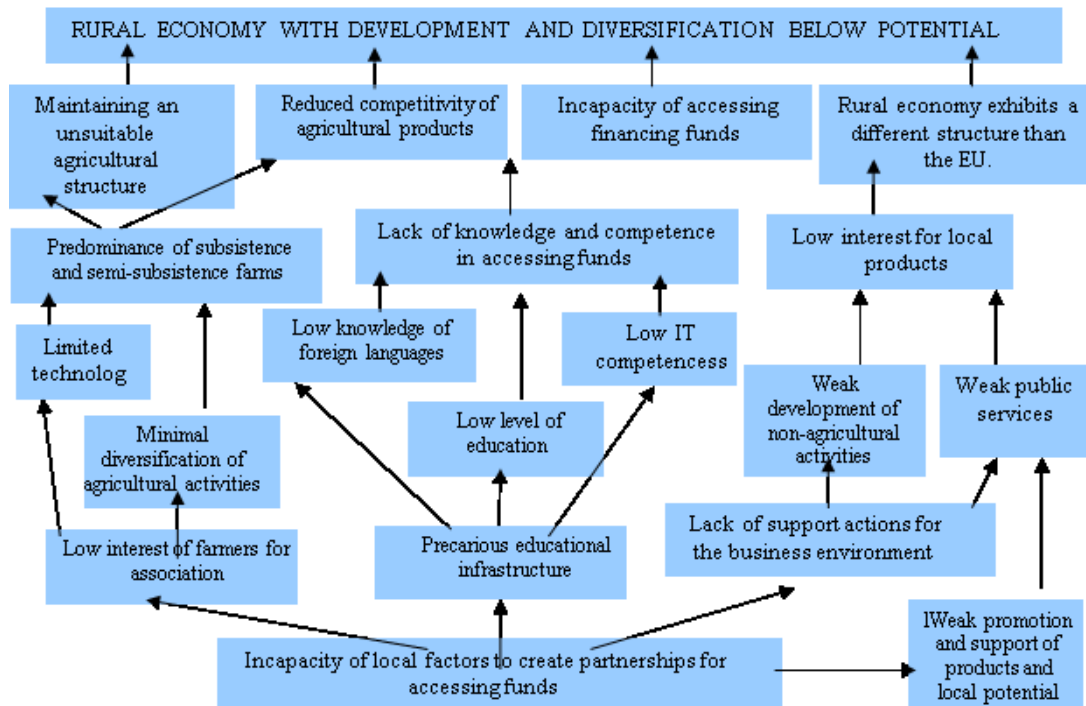 RURAL ECONOMY WITH DEVELOPMENT AND DIVERSIFICATION BELOW POTENTIAL
Maintaining an
unsuitable
agricultural
structure
Reduced competitivity of
agricultural products
Incapacity of accessing
financing funds
Rural economy exhibits a
different structure than
the EU.
Predominance of subsistence
and semi-subsistence farms
Lack of knowledge and competence
in accessing funds
Low interest for local
products
Limited
technolog
Low knowledge of
foreign languages
Low IT
competencess
Minimal
diversification of
agricultural activities
Low level of
education
Weak
development of
non-agricultural
activities
Weak public
services
Low interest of farmers for
association
Precarious educational
infrastructure
Lack of support actions for
the business environment
Incapacity of local factors to create partnerships for
accessing funds
lWeak promotion
and support of
products and
local potential